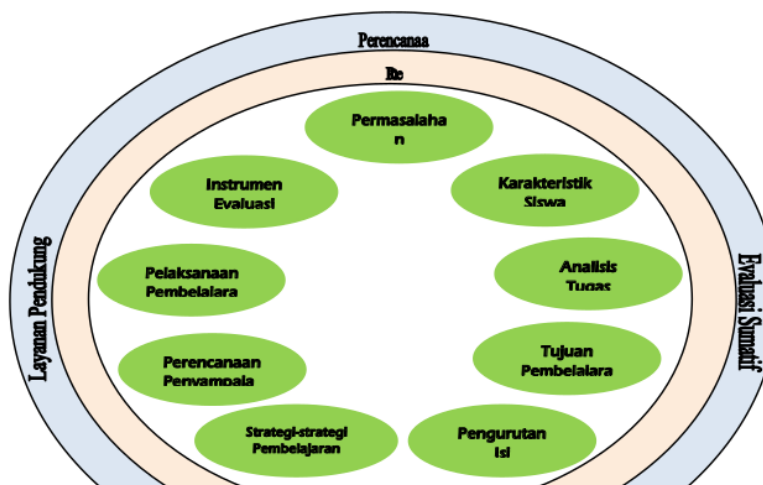 Perencanaa
Permasalaha
n
Instrumen
Evaluasi
Karakteristik
Siswa
Pelaksanaan
Pembelajara
Analisis
Tugas
Layanan Pendukung
Evaluasi Sumatif
Perencanaan
Penyampaia
Tujuan
Pembelajara
Strategi-strategi
Pembelajaran
Pengurutan
Isi